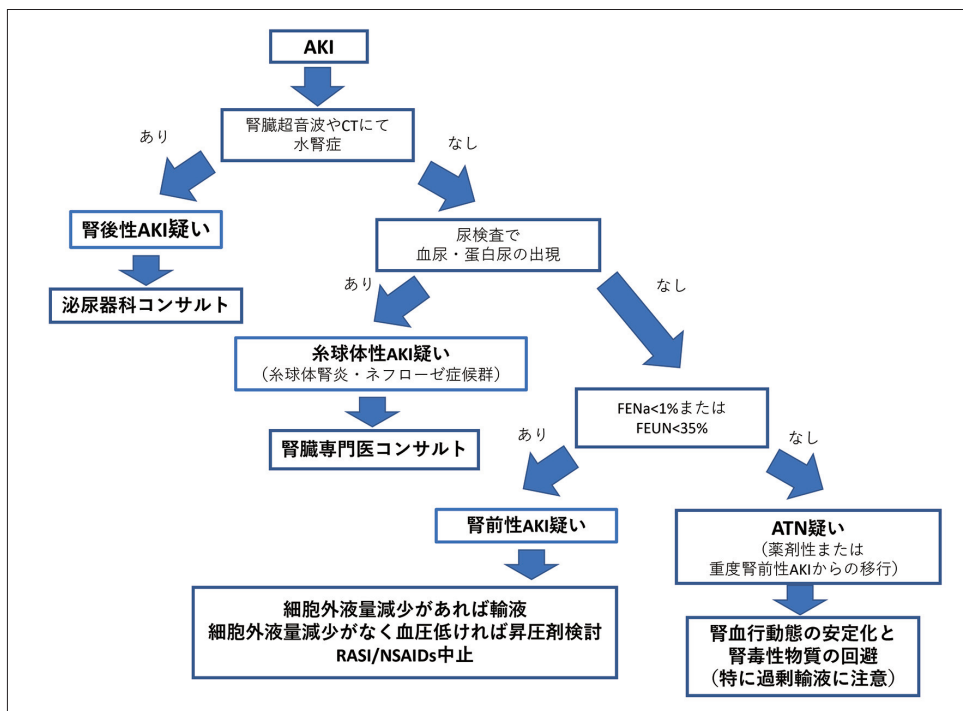 AKI
腎臓超音波やCTにて
水腎症
あり
なし
腎後性AKI疑い
泌尿器科コンサルト
尿検査で
血尿・蛋白尿の出現
あり
なし
糸球体性AKI疑い
（糸球体腎炎・ネフローゼ症候群）
腎臓専門医コンサルト
FENa<1%または
FEUN<35%
あり
なし
腎前性AKI疑い
細胞外液量減少があれば輸液
細胞外液量減少がなく血圧低ければ昇圧剤検討
RASI/NSAIDs中止
ATN疑い
（薬剤性または
重度腎前性AKIからの移行）
腎血行動態の安定化と
腎毒性物質の回避
（特に過剰輸液に注意）